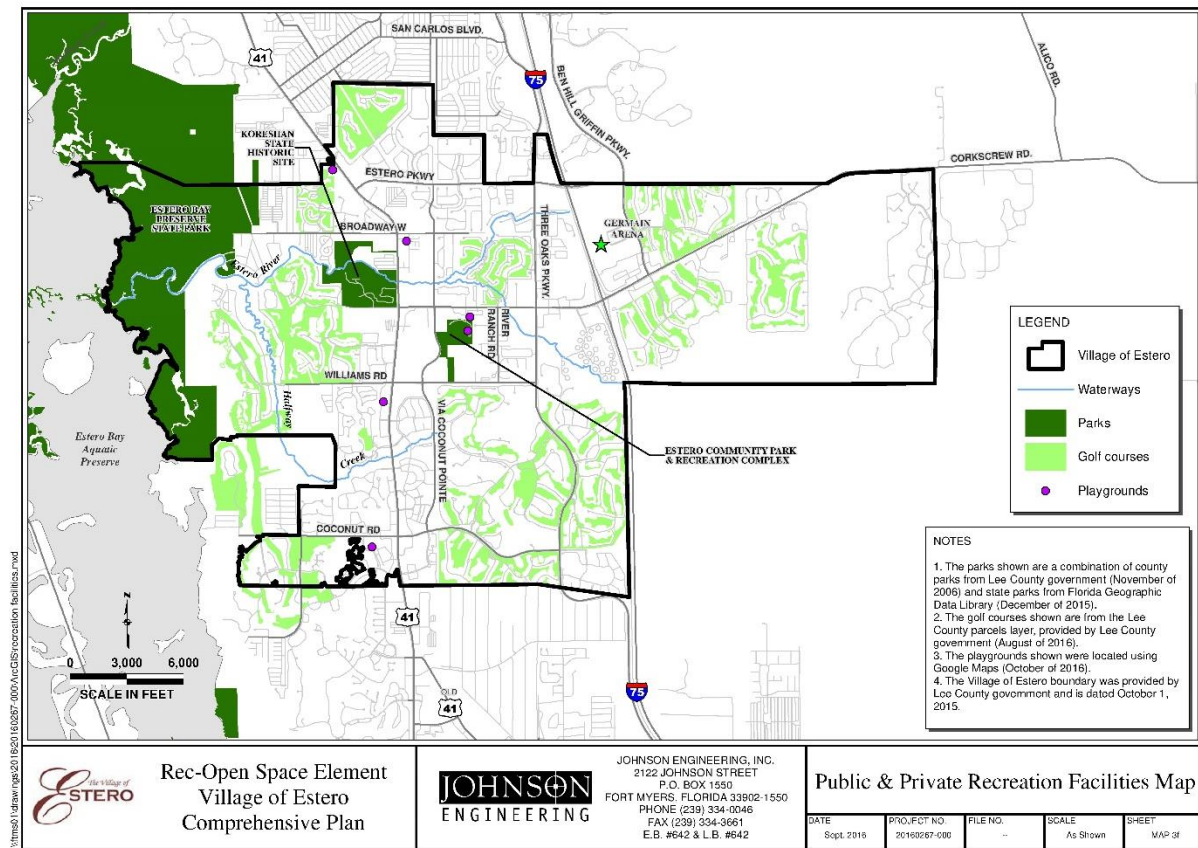 SAN CARLOS BLVD.
41
75
BEN HILL GRIFFIN PKWY.
ALICO RD.
KORESHAN
STATE
HISTORIC
SITE
ESTERO PKWY
CORKSCREW RD.
ESTERO BAY
PRESERVE
STATE PARK
BROADWAY W
THREE OAKS PKWY.
GERMAIN
ARENA
Estero River
RIVER
RANCH RD
WILLIAMS RD
Halfway
Creek
VIA COCONUT POINTE
Estero Bay
Aquatic
Preserve
ESTERO COMMUNITY PARK
& RECREATION COMPLEX
COCONUT RD
41
OLD
41
75
N
0 3,000 6,000
SCALE IN FEET
LEGEND
Village of Estero
Waterways
Parks
Golf courses
Playgrounds
NOTES
1. The parks shown are a combination of county
parks from Lee County government (November of
2006) and state parks from Florida Geographic
Data Library (December of 2015).
2. The golf courses shown are from the Lee
County parcels layer, provided by Lee County
government (August of 2016).
3. The playgrounds shown were located using
Google Maps (October of 2016).
4. The Village of Estero boundary was provided by
Lee County government and is dated October 1,
2015.
The Village of
ESTERO
Rec-Open Space Element
Village of Estero
Comprehensive Plan
JOHNSON
ENGINEERING
JOHNSON ENGINEERING, INC.
2122 JOHNSON STREET
P.O. BOX 1550
FORT MYERS, FLORIDA 33902-1550
PHONE (239) 334-0046
FAX (239) 334-3661
E.B. #642 & L.B. #642
Public & Private Recreation Facilities Map
DATE
Sept. 2016
PROJECT NO.
20160267-000
FILE NO.
--
SCALE
As Shown
SHEET
MAP 3f